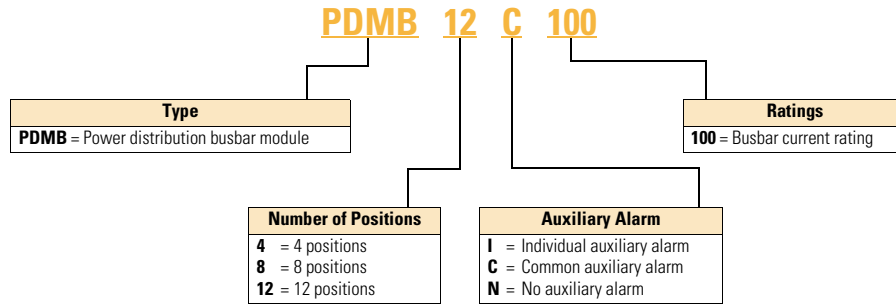 PDMB 12 C 100
Type
PDMB = Power distribution busbar module
Ratings
100 = Busbar current rating
Number of Positions
4 = 4 positions
8 = 8 positions
12 = 12 positions
Auxiliary Alarm
I = Individual auxiliary alarm
C = Common auxiliary alarm
N = No auxiliary alarm